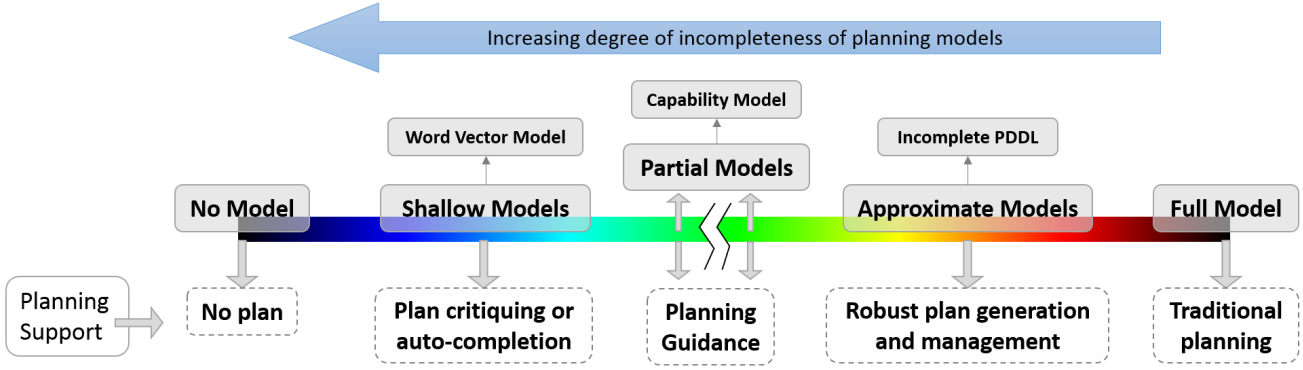 Increasing degree of incompleteness of planning models
Capability Model
Word Vector Model
Incomplete PDDL
Partial Models
No Model
Shallow Models
Approximate Models
Full Model
Planning
Support
No plan
Plan critiquing or
auto-completion
Planning
Guidance
Robust plan generation
and management
Traditional
planning